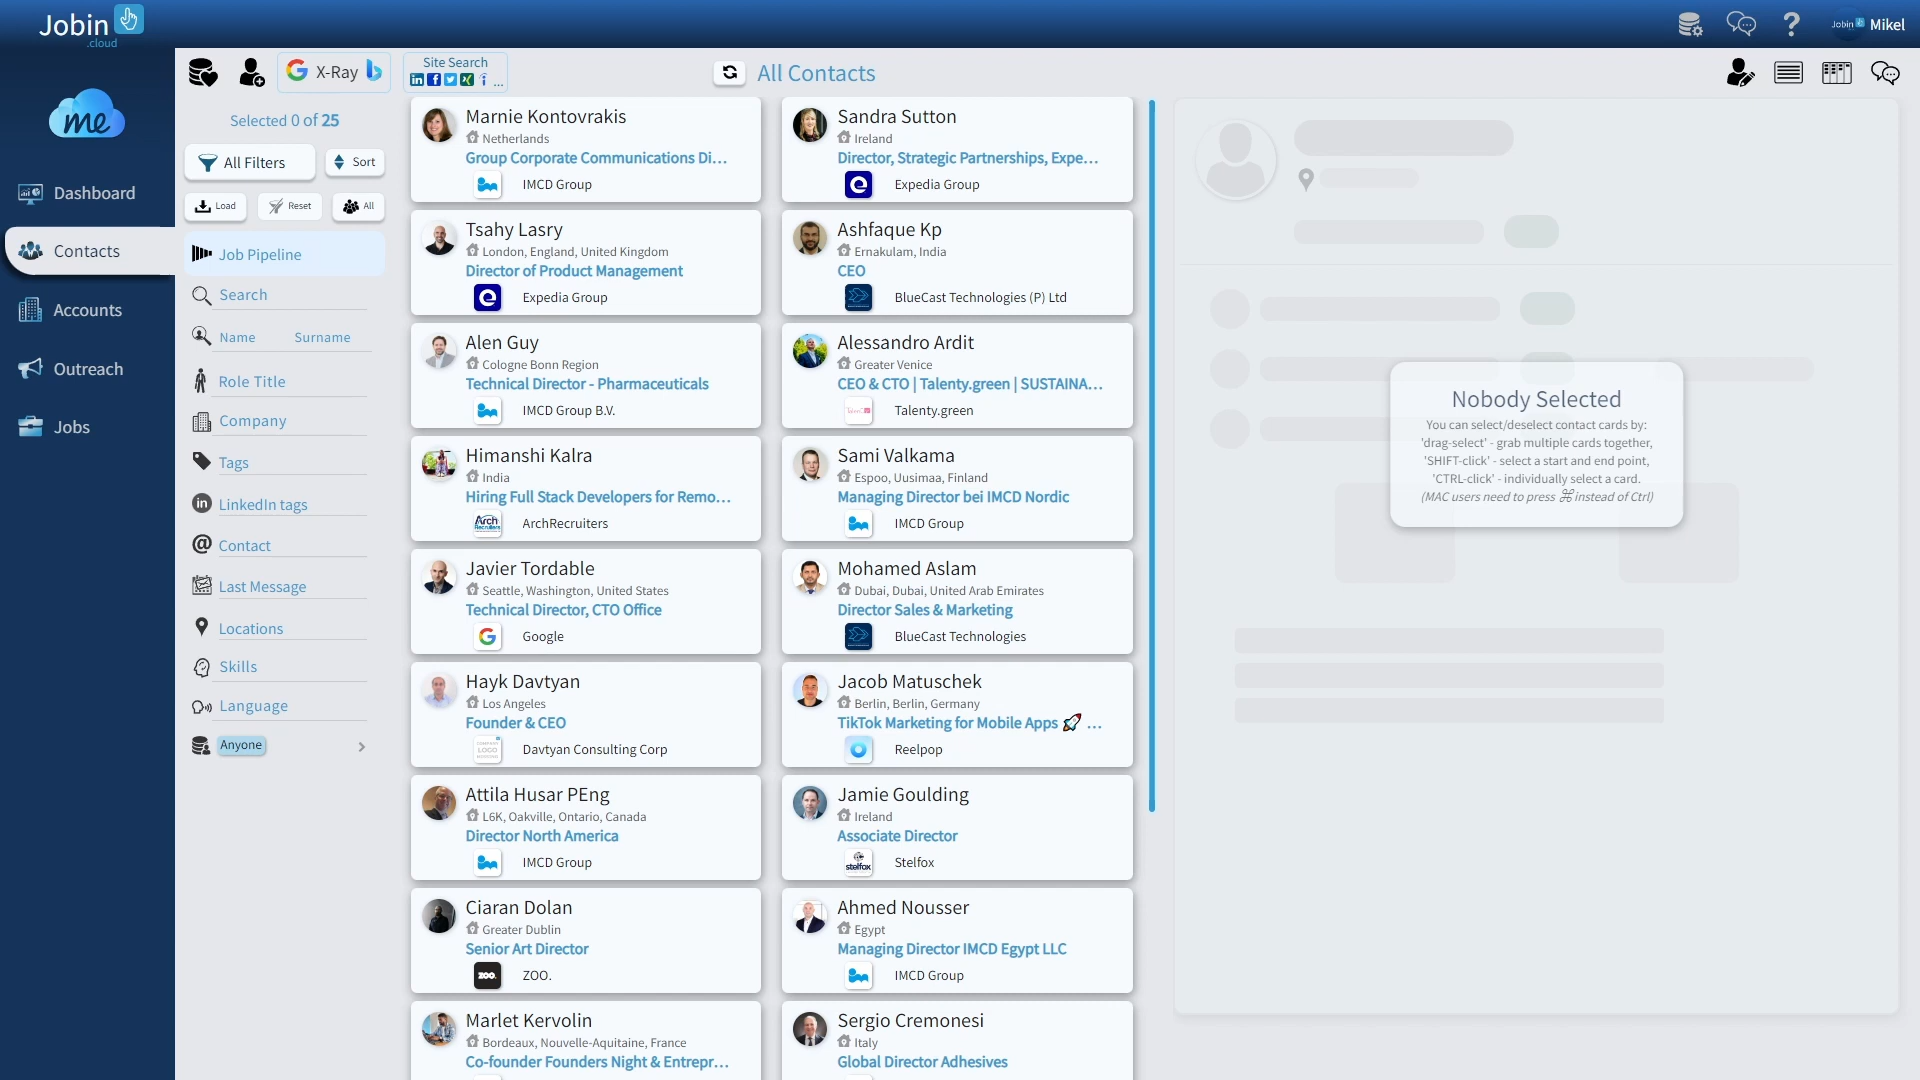 Jobin
.cloud
Jobin
Mikel
me
Dashboard
Contacts
Accounts
Outreach
Jobs
X-Ray
Site Search
...
All Contacts
Selected 0 of 25
All Filters
Sort
Load
Reset
All
Job Pipeline
Search
Name
Surname
Role Title
Company
Tags
LinkedIn tags
Contact
Last Message
Locations
Skills
Language
Anyone
Marnie Kontovrakis
Netherlands
Group Corporate Communications Di...
IMCD Group
Sandra Sutton
Ireland
Director, Strategic Partnerships, Expe...
Expedia Group
Tsahy Lasry
London, England, United Kingdom
Director of Product Management
Expedia Group
Ashfaque Kp
Ernakulam, India
CEO
BlueCast Technologies (P) Ltd
Alen Guy
Cologne Bonn Region
Technical Director - Pharmaceuticals
IMCD Group B.V.
Alessandro Ardit
Greater Venice
CEO & CTO | Talenty.green | SUSTAINA...
Talenty.green
Himanshi Kalra
India
Hiring Full Stack Developers for Remo...
Arch
Recruiters
ArchRecruiters
Sami Valkama
Espoo, Uusimaa, Finland
Managing Director bei IMCD Nordic
IMCD Group
Javier Tordable
Seattle, Washington, United States
Technical Director, CTO Office
Google
Mohamed Aslam
Dubai, Dubai, United Arab Emirates
Director Sales & Marketing
BlueCast Technologies
Hayk Davtyan
Los Angeles
Founder & CEO
COMPANY
LOGO
Davtyan Consulting Corp
Jacob Matuschek
Berlin, Berlin, Germany
TikTok Marketing for Mobile Apps 🚀 ...
Reelpop
Attila Husar PEng
L6K, Oakville, Ontario, Canada
Director North America
IMCD Group
Jamie Goulding
Ireland
Associate Director
stelfox
Stelfox
Ciaran Dolan
Greater Dublin
Senior Art Director
ZOO.
ZOO.
Ahmed Nousser
Egypt
Managing Director IMCD Egypt LLC
IMCD Group
Marlet Kervolin
Bordeaux, Nouvelle-Aquitaine, France
Co-founder Founders Night & Entrepr...
Sergio Cremonesi
Italy
Global Director Adhesives
Nobody Selected
You can select/deselect contact cards by:
'drag-select' - grab multiple cards together,
'SHIFT-click' - select a start and end point,
'CTRL-click' - individually select a card.
(MAC users need to press ⌘ instead of Ctrl)